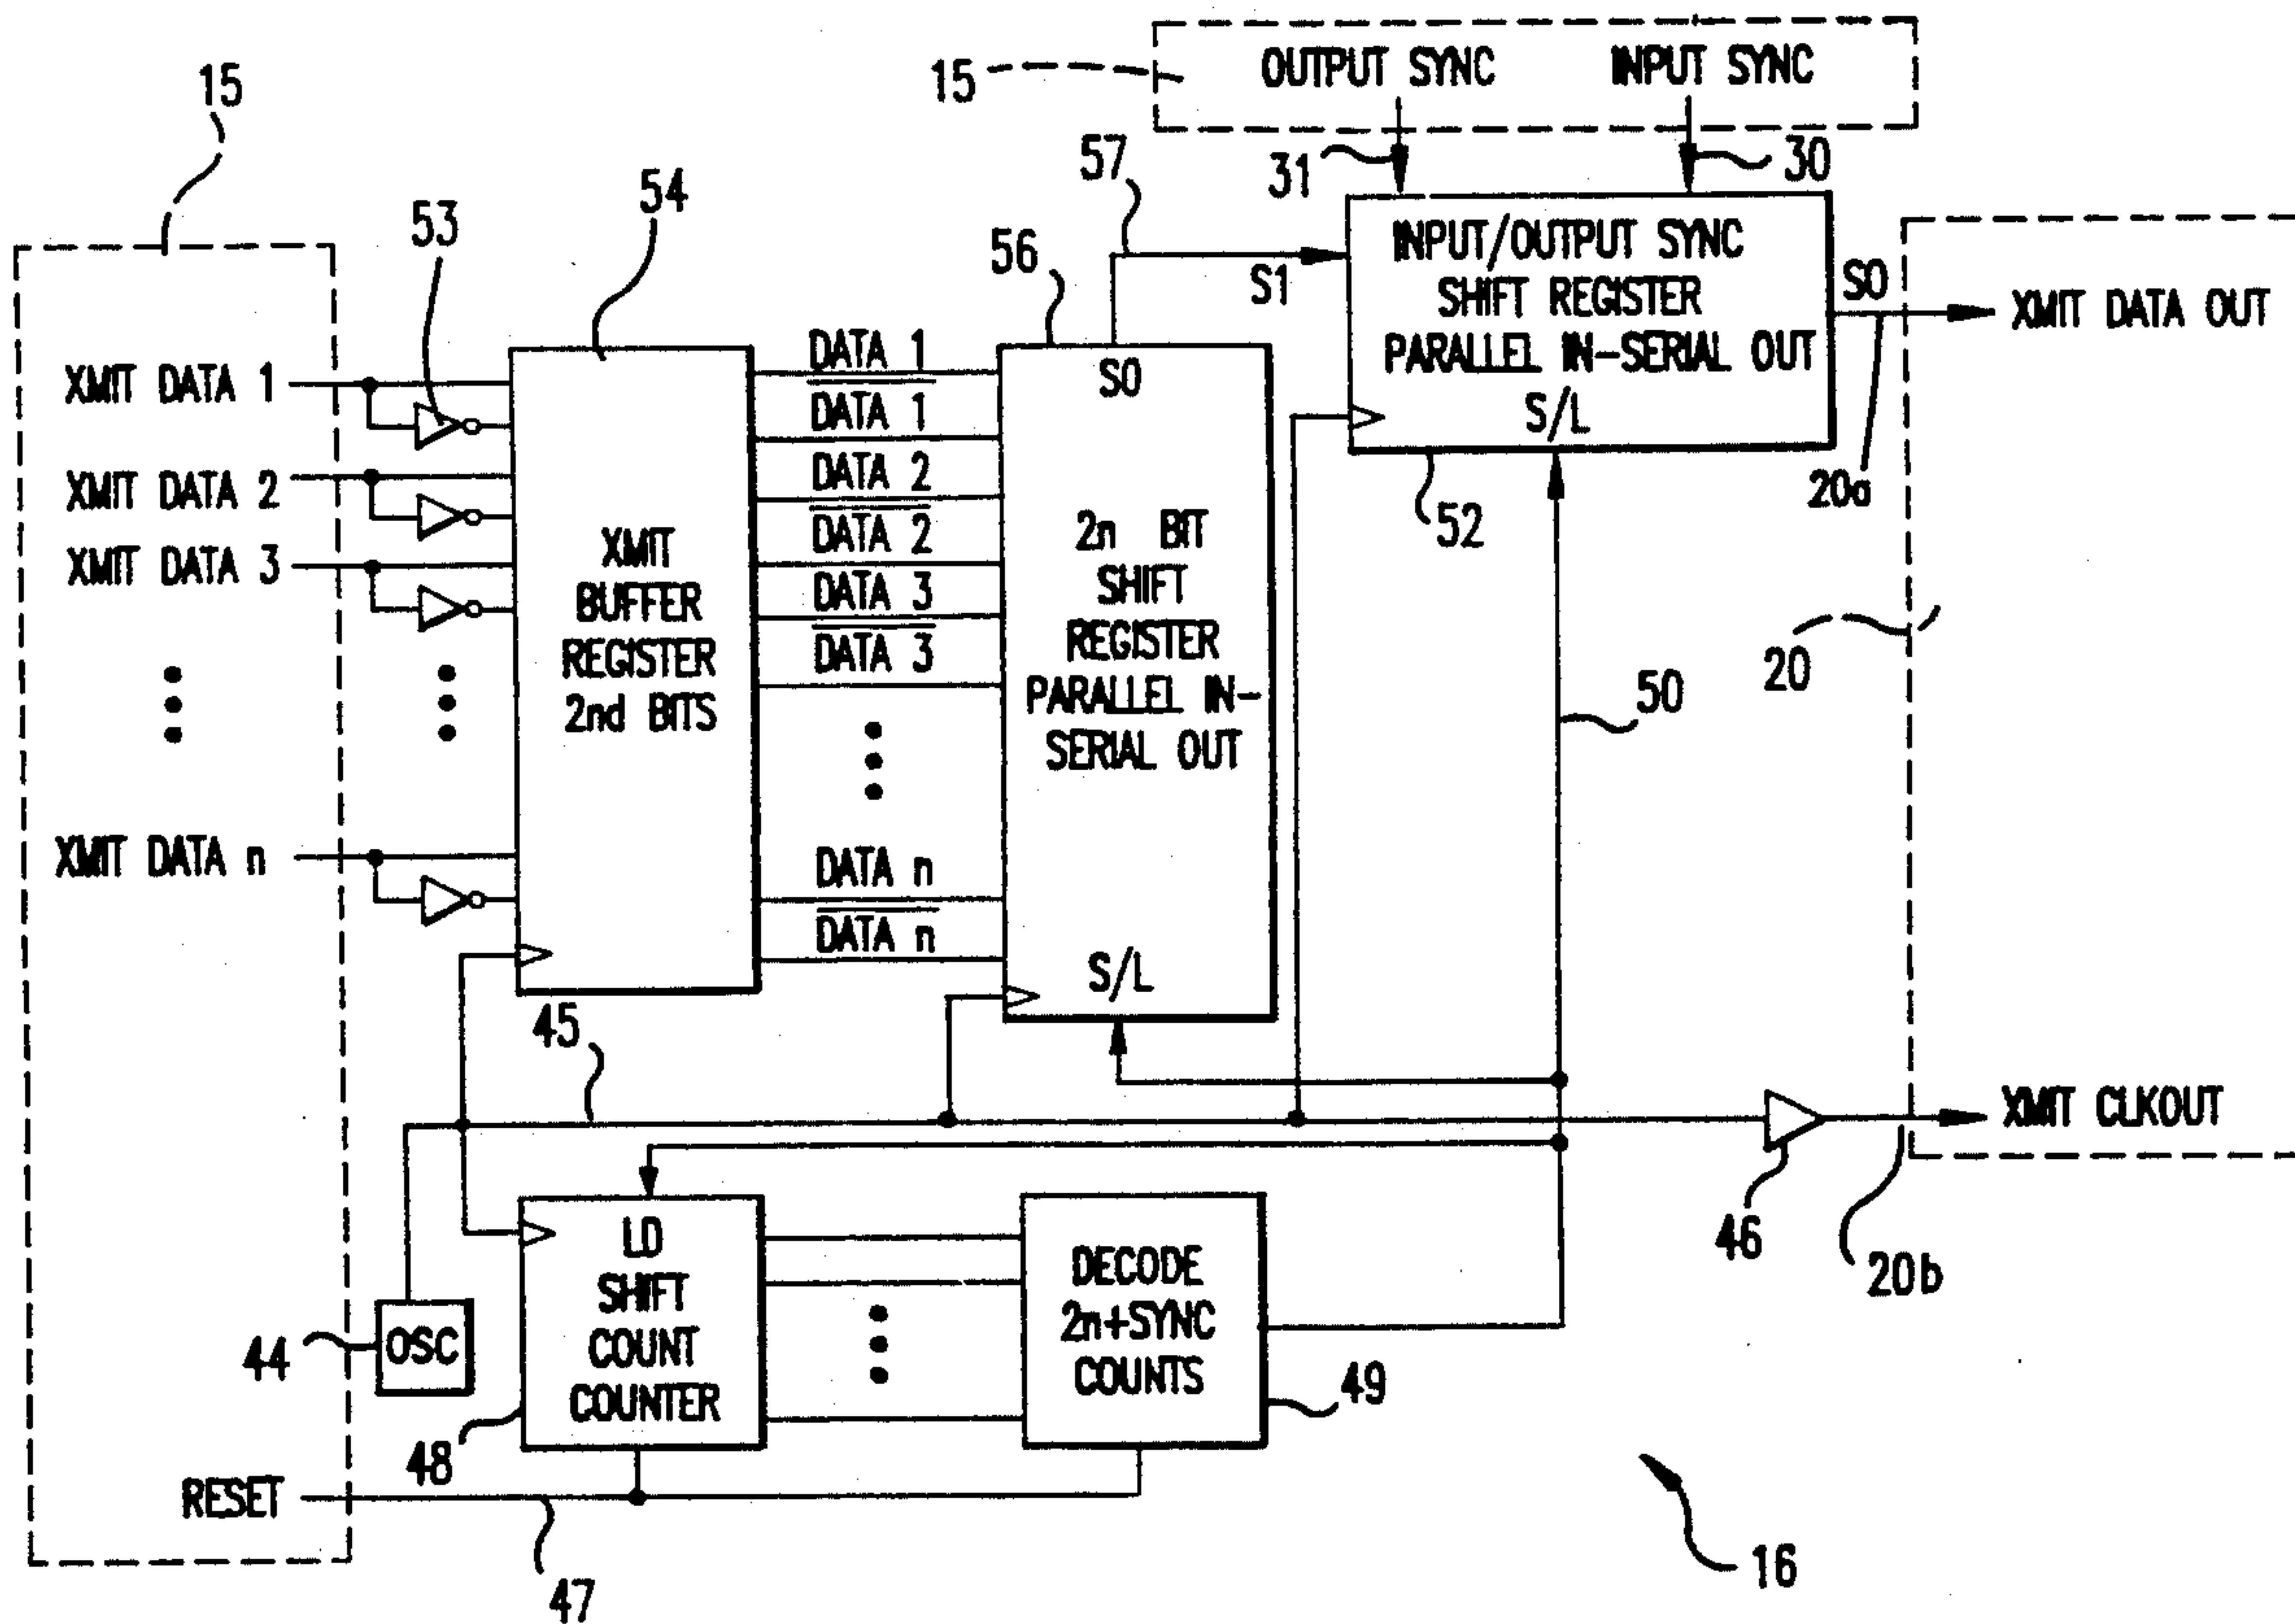 15
OUTPUT SYNC
INPUT SYNC
15
57
31
30
54
53
56
INPUT/OUTPUT SYNC
SHIFT REGISTER
PARALLEL IN-SERIAL OUT
S/L
S1
SO
XMIT DATA OUT
20a
52
XMIT DATA 1
XMIT DATA 2
XMIT DATA 3
XMIT DATA n
XMIT
BUFFER
REGISTER
2nd BITS
DATA 1
DATA 1
DATA 2
DATA 2
DATA 3
DATA 3
DATA n
DATA n
SO
2n BIT
SHIFT
REGISTER
PARALLEL IN-
SERIAL OUT
S/L
20
50
45
XMIT CLKOUT
46
20b
LD
SHIFT
COUNT
COUNTER
DECODE
2n+SYNC
COUNTS
44
OSC
49
48
RESET
47
16